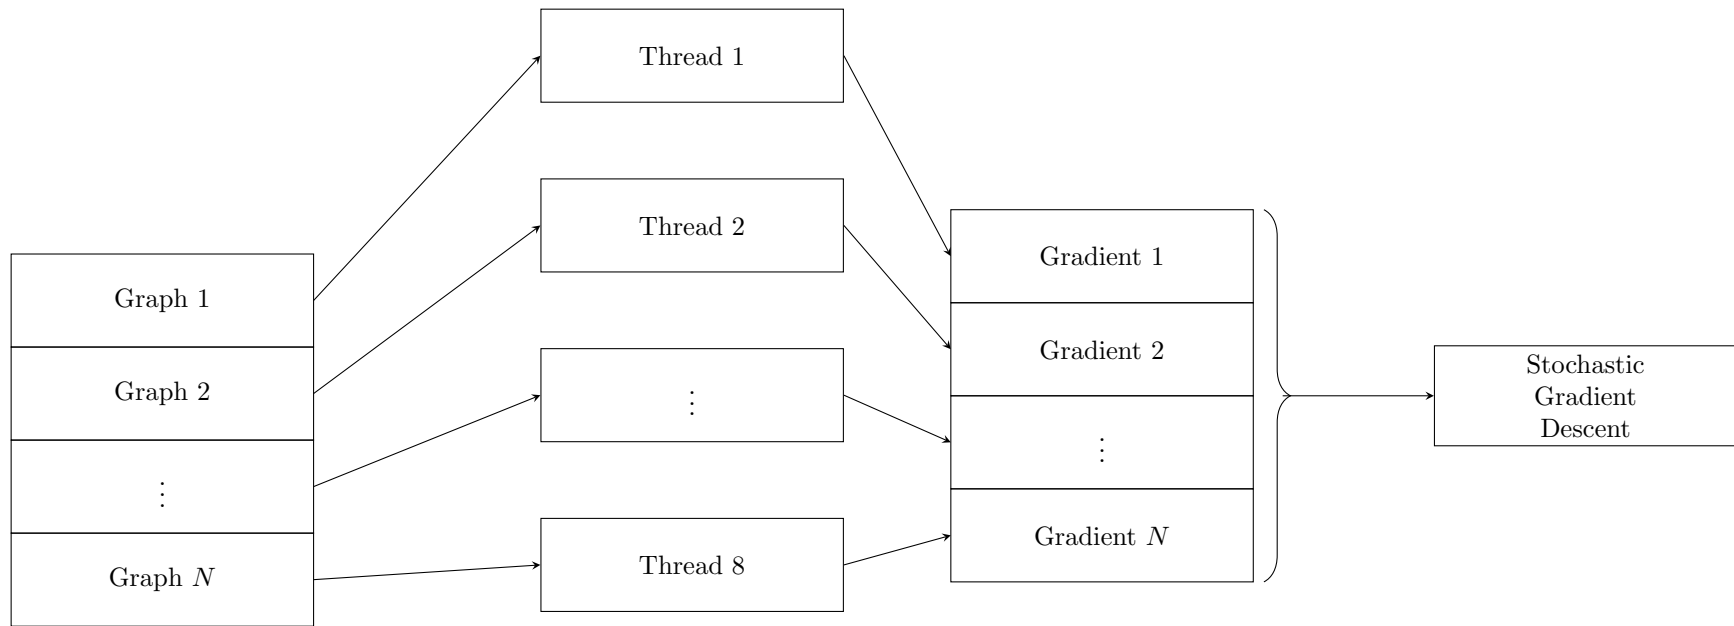 Graph 1
Graph 2
⋮
Graph N
Thread 1
Thread 2
⋮
Thread 8
Gradient 1
Gradient 2
⋮
Gradient N
Stochastic
Gradient
Descent